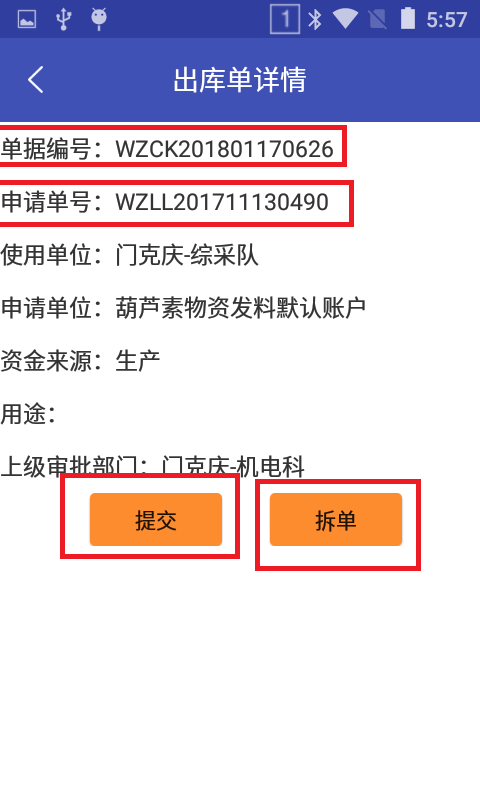 1 5:57
出库单详情
单据编号：WZCK201801170626
申请单号：WZLL201711130490
使用单位：门克庆-综采队
申请单位：葫芦素物资发料默认账户
资金来源：生产
用途：
上级审批部门：门克庆-机电科
提交 拆单